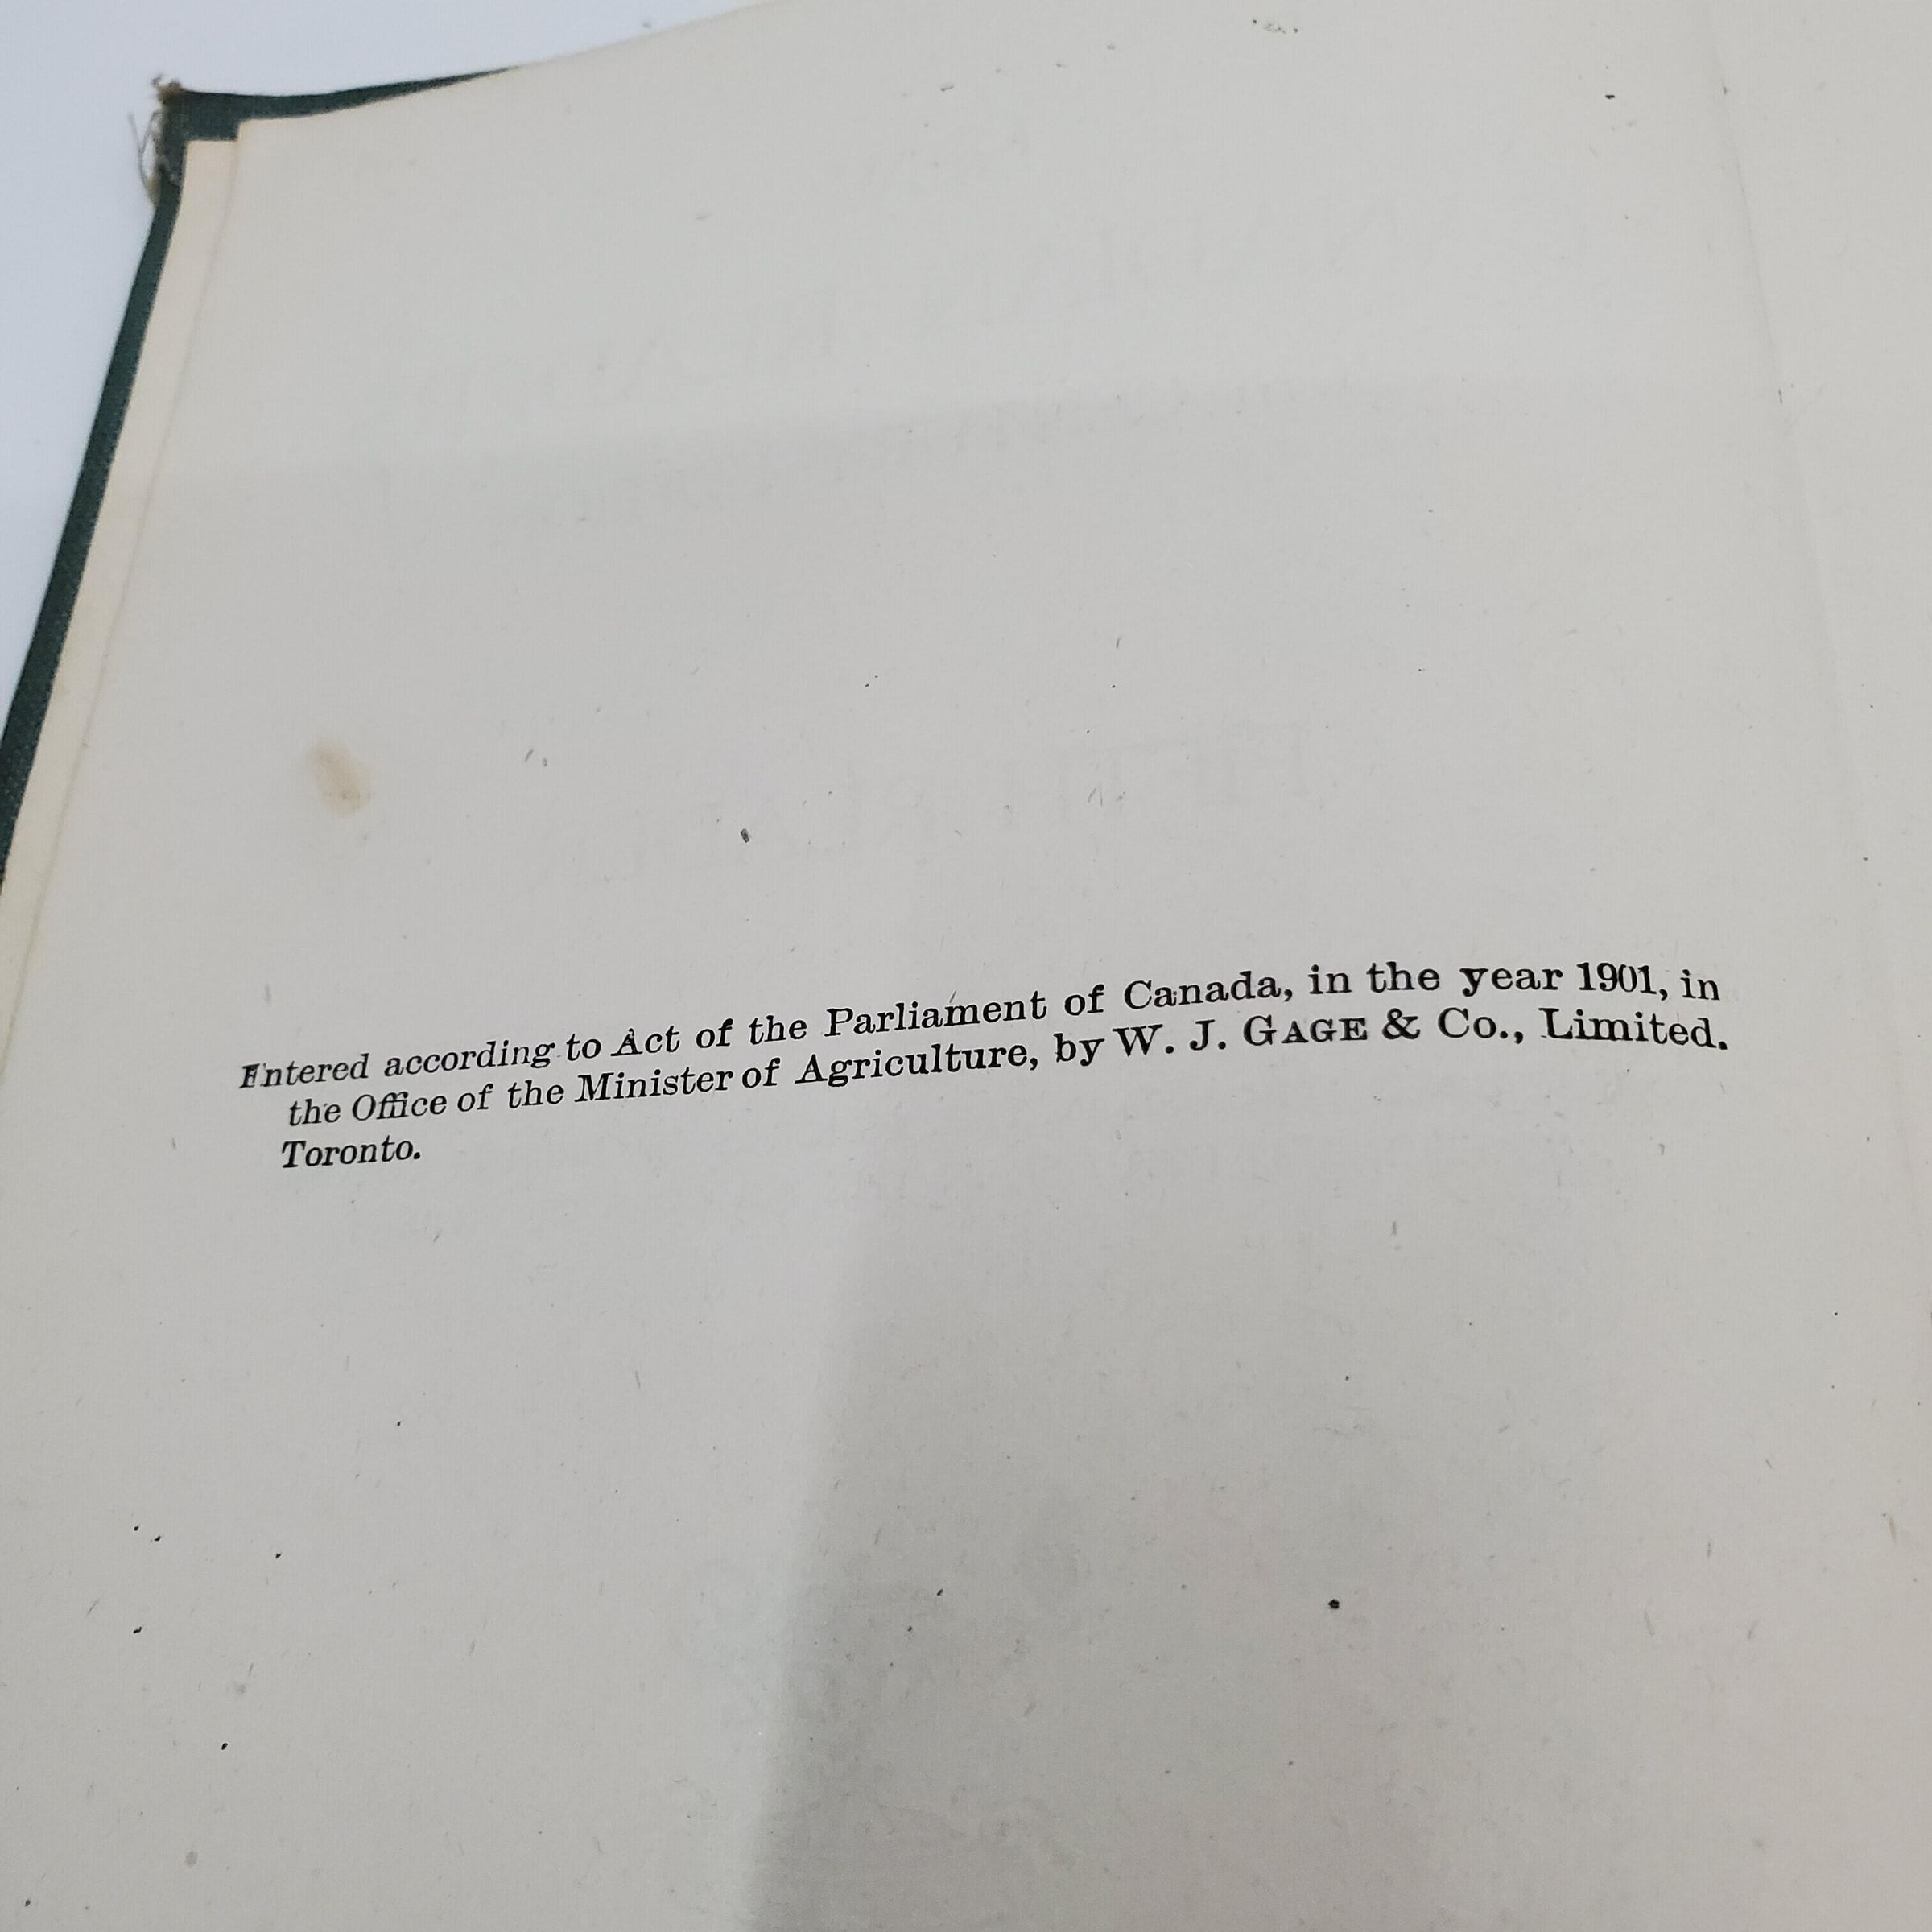 Entered according to Act of the Parliament of Canada, in the year 1901, in
the Office of the Minister of Agriculture, by W. J. GAGE & Co., Limited.
Toronto.